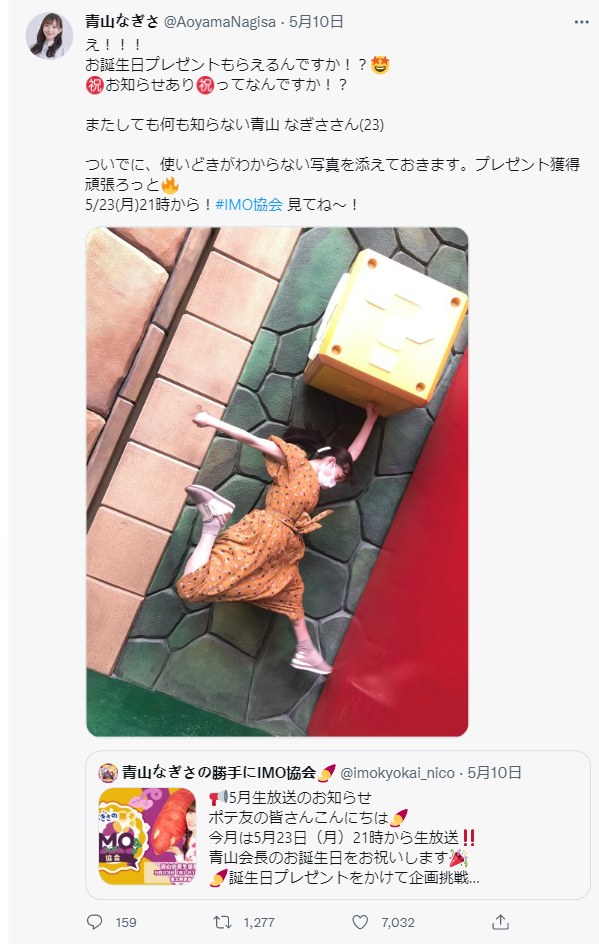 青山なぎさ @AoyamaNagisa · 5月10日
え！！！
お誕生日プレゼントもらえるんですか！？🤩
㊗️お知らせあり㊗️ってなんですか！？
またしても何も知らない青山 なぎささん(23)
ついでに、使いどきがわからない写真を添えておきます。プレゼント獲得
頑張ろっと🔥
5/23(月)21時から！#IMO協会 見てね〜！
青山なぎさの勝手にIMO協会🍠 @imokyokai_nico · 5月10日
📢5月生放送のお知らせ
ポテ友の皆さんこんにちは🍠
今月は5月23日（月）21時から生放送‼️
青山会長のお誕生日をお祝いします🎉
🍠誕生日プレゼントをかけて企画挑戦...
159 1,277 7,032